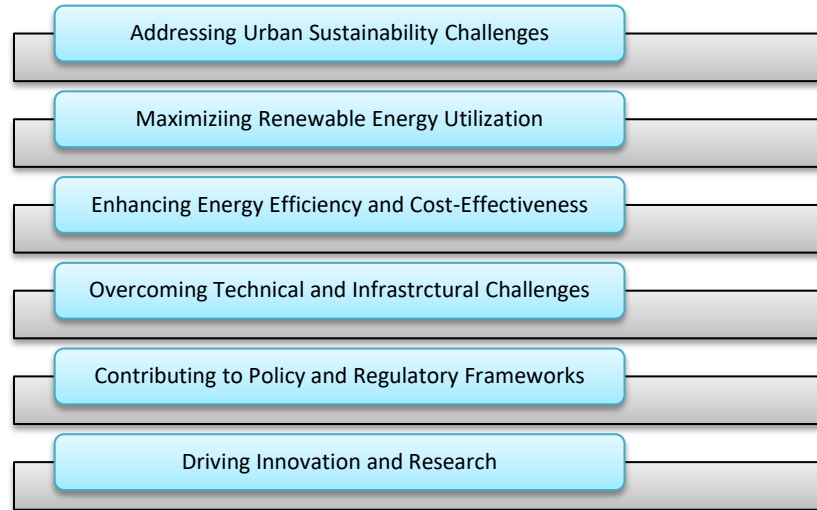 Addressing Urban Sustainability Challenges
Maximiziing Renewable Energy Utilization
Enhancing Energy Efficiency and Cost-Effectiveness
Overcoming Technical and Infrastrctural Challenges
Contributing to Policy and Regulatory Frameworks
Driving Innovation and Research